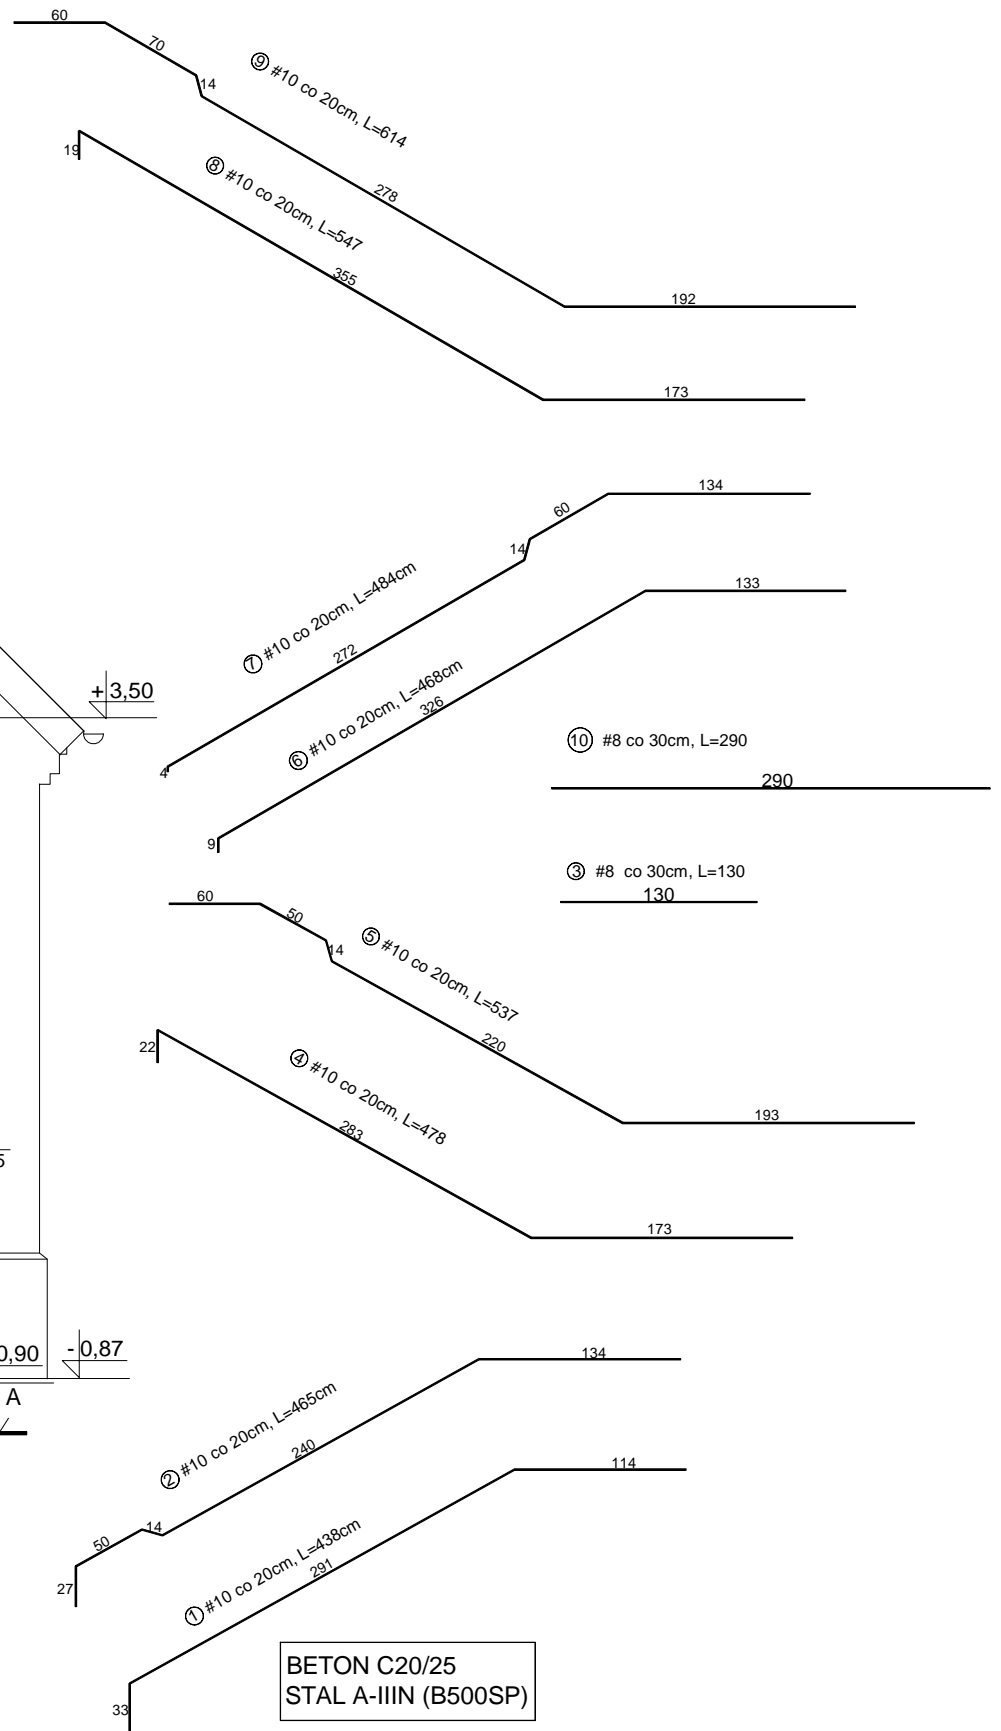 60
70
14
⑨ #10 co 20cm, L=614
278
192
19
⑧ #10 co 20cm, L=547
355
173
134
60
14
⑦ #10 co 20cm, L=484cm
272
4
133
⑥ #10 co 20cm, L=468cm
326
9
+3,50
⑩ #8 co 30cm, L=290
290
③ #8 co 30cm, L=130
130
60
50
14
⑤ #10 co 20cm, L=537
220
193
22
④ #10 co 20cm, L=478
283
173
0,90
-0,87
A
134
② #10 co 20cm, L=465cm
240
14
50
27
114
① #10 co 20cm, L=438cm
291
33
BETON C20/25
STAL A-IIIN (B500SP)